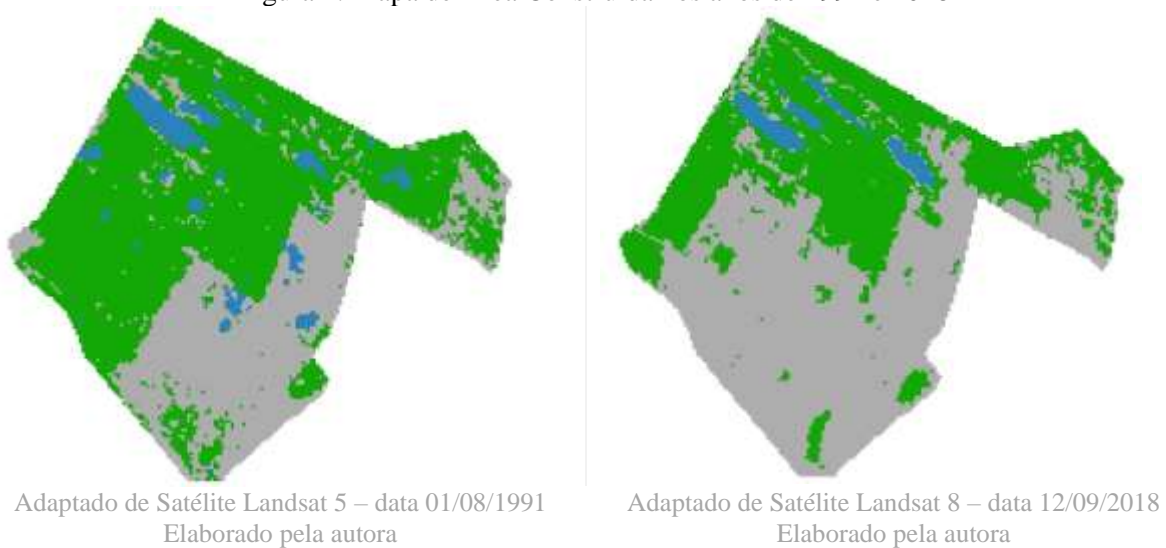 Adaptado de Satélite Landsat 5 – data 01/08/1991
Elaborado pela autora
Adaptado de Satélite Landsat 8 – data 12/09/2018
Elaborado pela autora